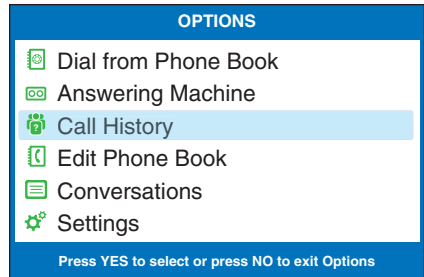 OPTIONS
Dial from Phone Book
Answering Machine
Call History
Edit Phone Book
Conversations
Settings
Press YES to select or press NO to exit Options